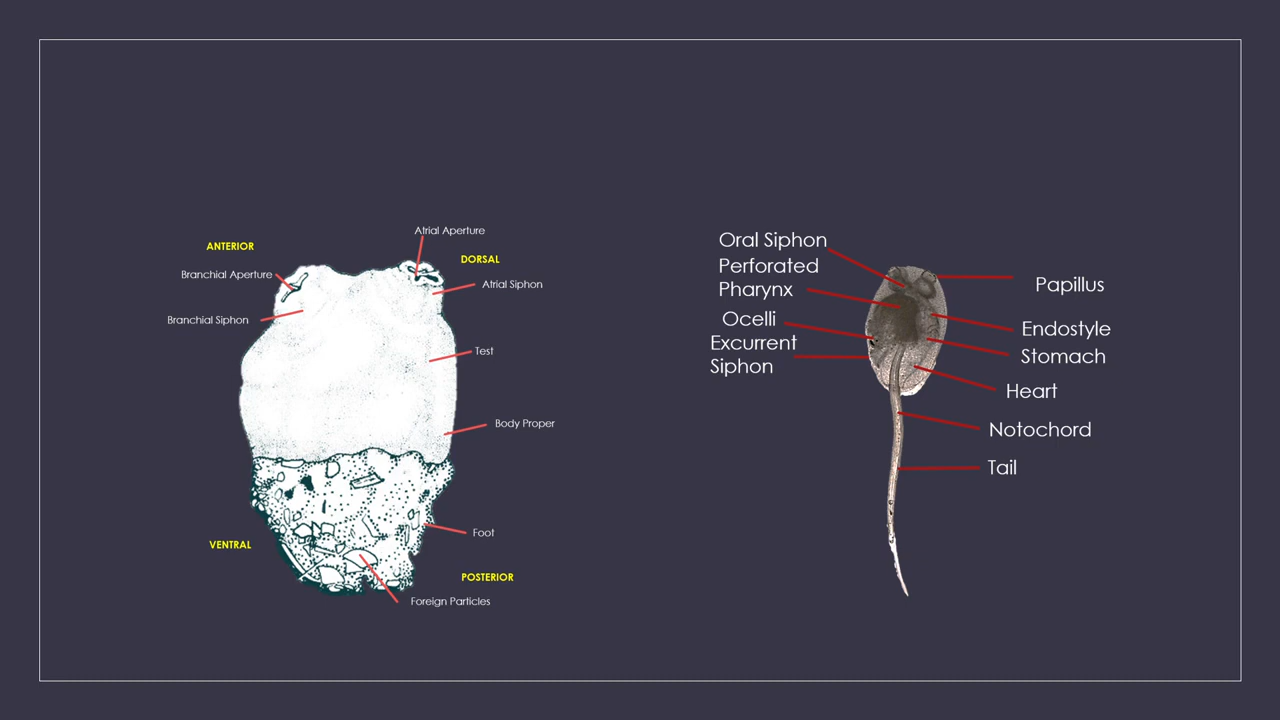 Atrial Aperture
ANTERIOR
DORSAL
Branchial Aperture
Atrial Siphon
Branchial Siphon
Test
Body Proper
Foot
VENTRAL
POSTERIOR
Foreign Particles
Oral Siphon
Perforated
Pharynx
Ocelli
Excurrent
Siphon
Papillus
Endostyle
Stomach
Heart
Notochord
Tail